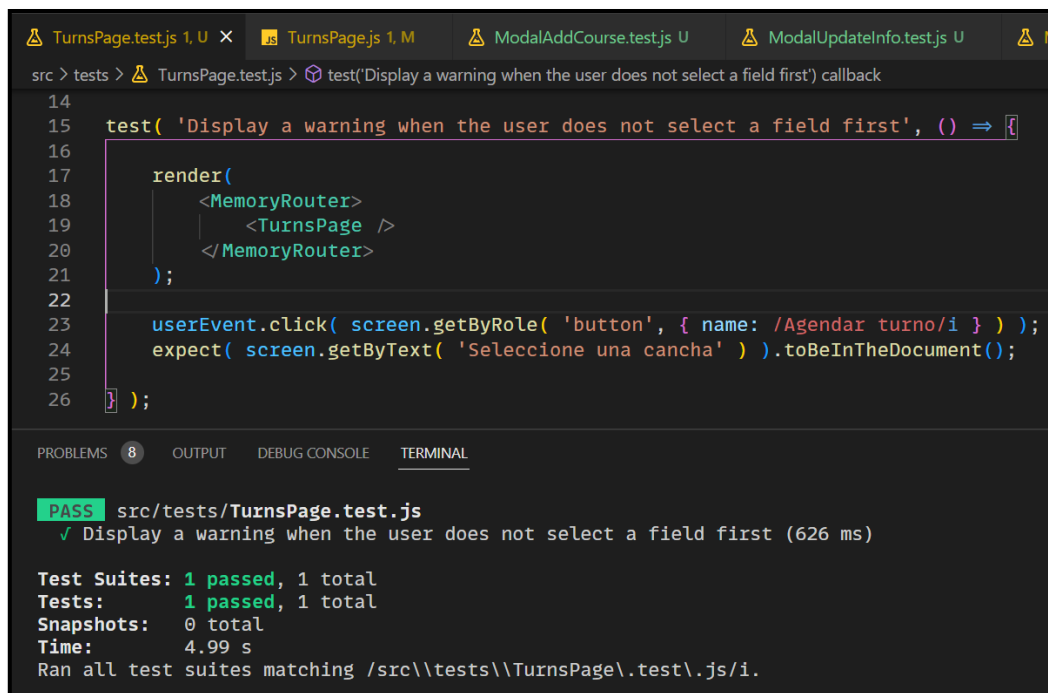 TurnsPage.test.js 1, U JS TurnsPage.js 1, M ModalAddCourse.test.js U ModalUpdateInfo.test.js U
src > tests > TurnsPage.test.js > test('Display a warning when the user does not select a field first') callback
14
15 test( 'Display a warning when the user does not select a field first', () => {
16
17 render(
18 <MemoryRouter>
19 <TurnsPage />
20 </MemoryRouter>
21 );
22
23 userEvent.click( screen.getByRole( 'button', { name: /Agendar turno/i } ) );
24 expect( screen.getByText( 'Seleccione una cancha' ) ).toBeInTheDocument();
25
26 } );
PROBLEMS 8 OUTPUT DEBUG CONSOLE TERMINAL
PASS src/tests/TurnsPage.test.js
√ Display a warning when the user does not select a field first (626 ms)
Test Suites: 1 passed, 1 total
Tests: 1 passed, 1 total
Snapshots: 0 total
Time: 4.99 s
Ran all test suites matching /src\\tests\\TurnsPage\.test\.js/i.